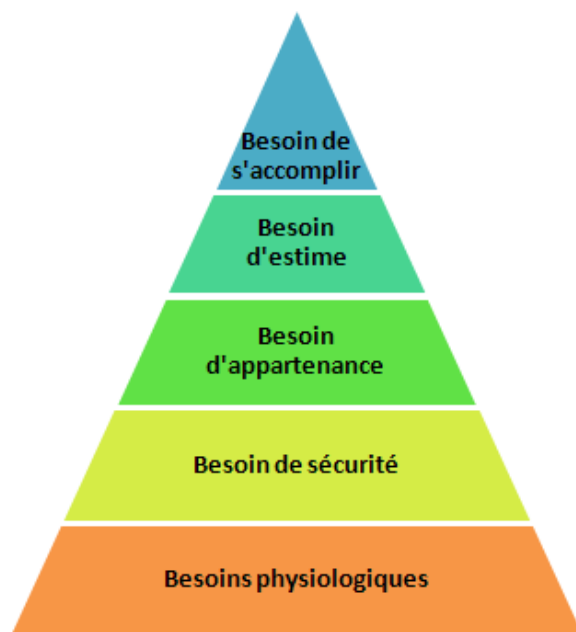 Besoin de
s'accomplir
Besoin
d'estime
Besoin
d'appartenance
Besoin de sécurité
Besoins physiologiques